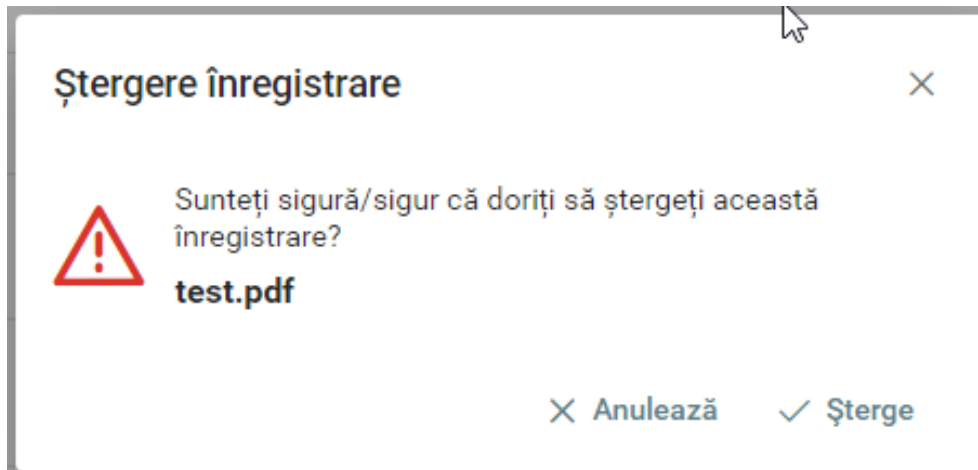 Ștergere înregistrare
Sunteți sigură/sigur că doriți să ștergeți această
înregistrare?
test.pdf
Anulează
Şterge